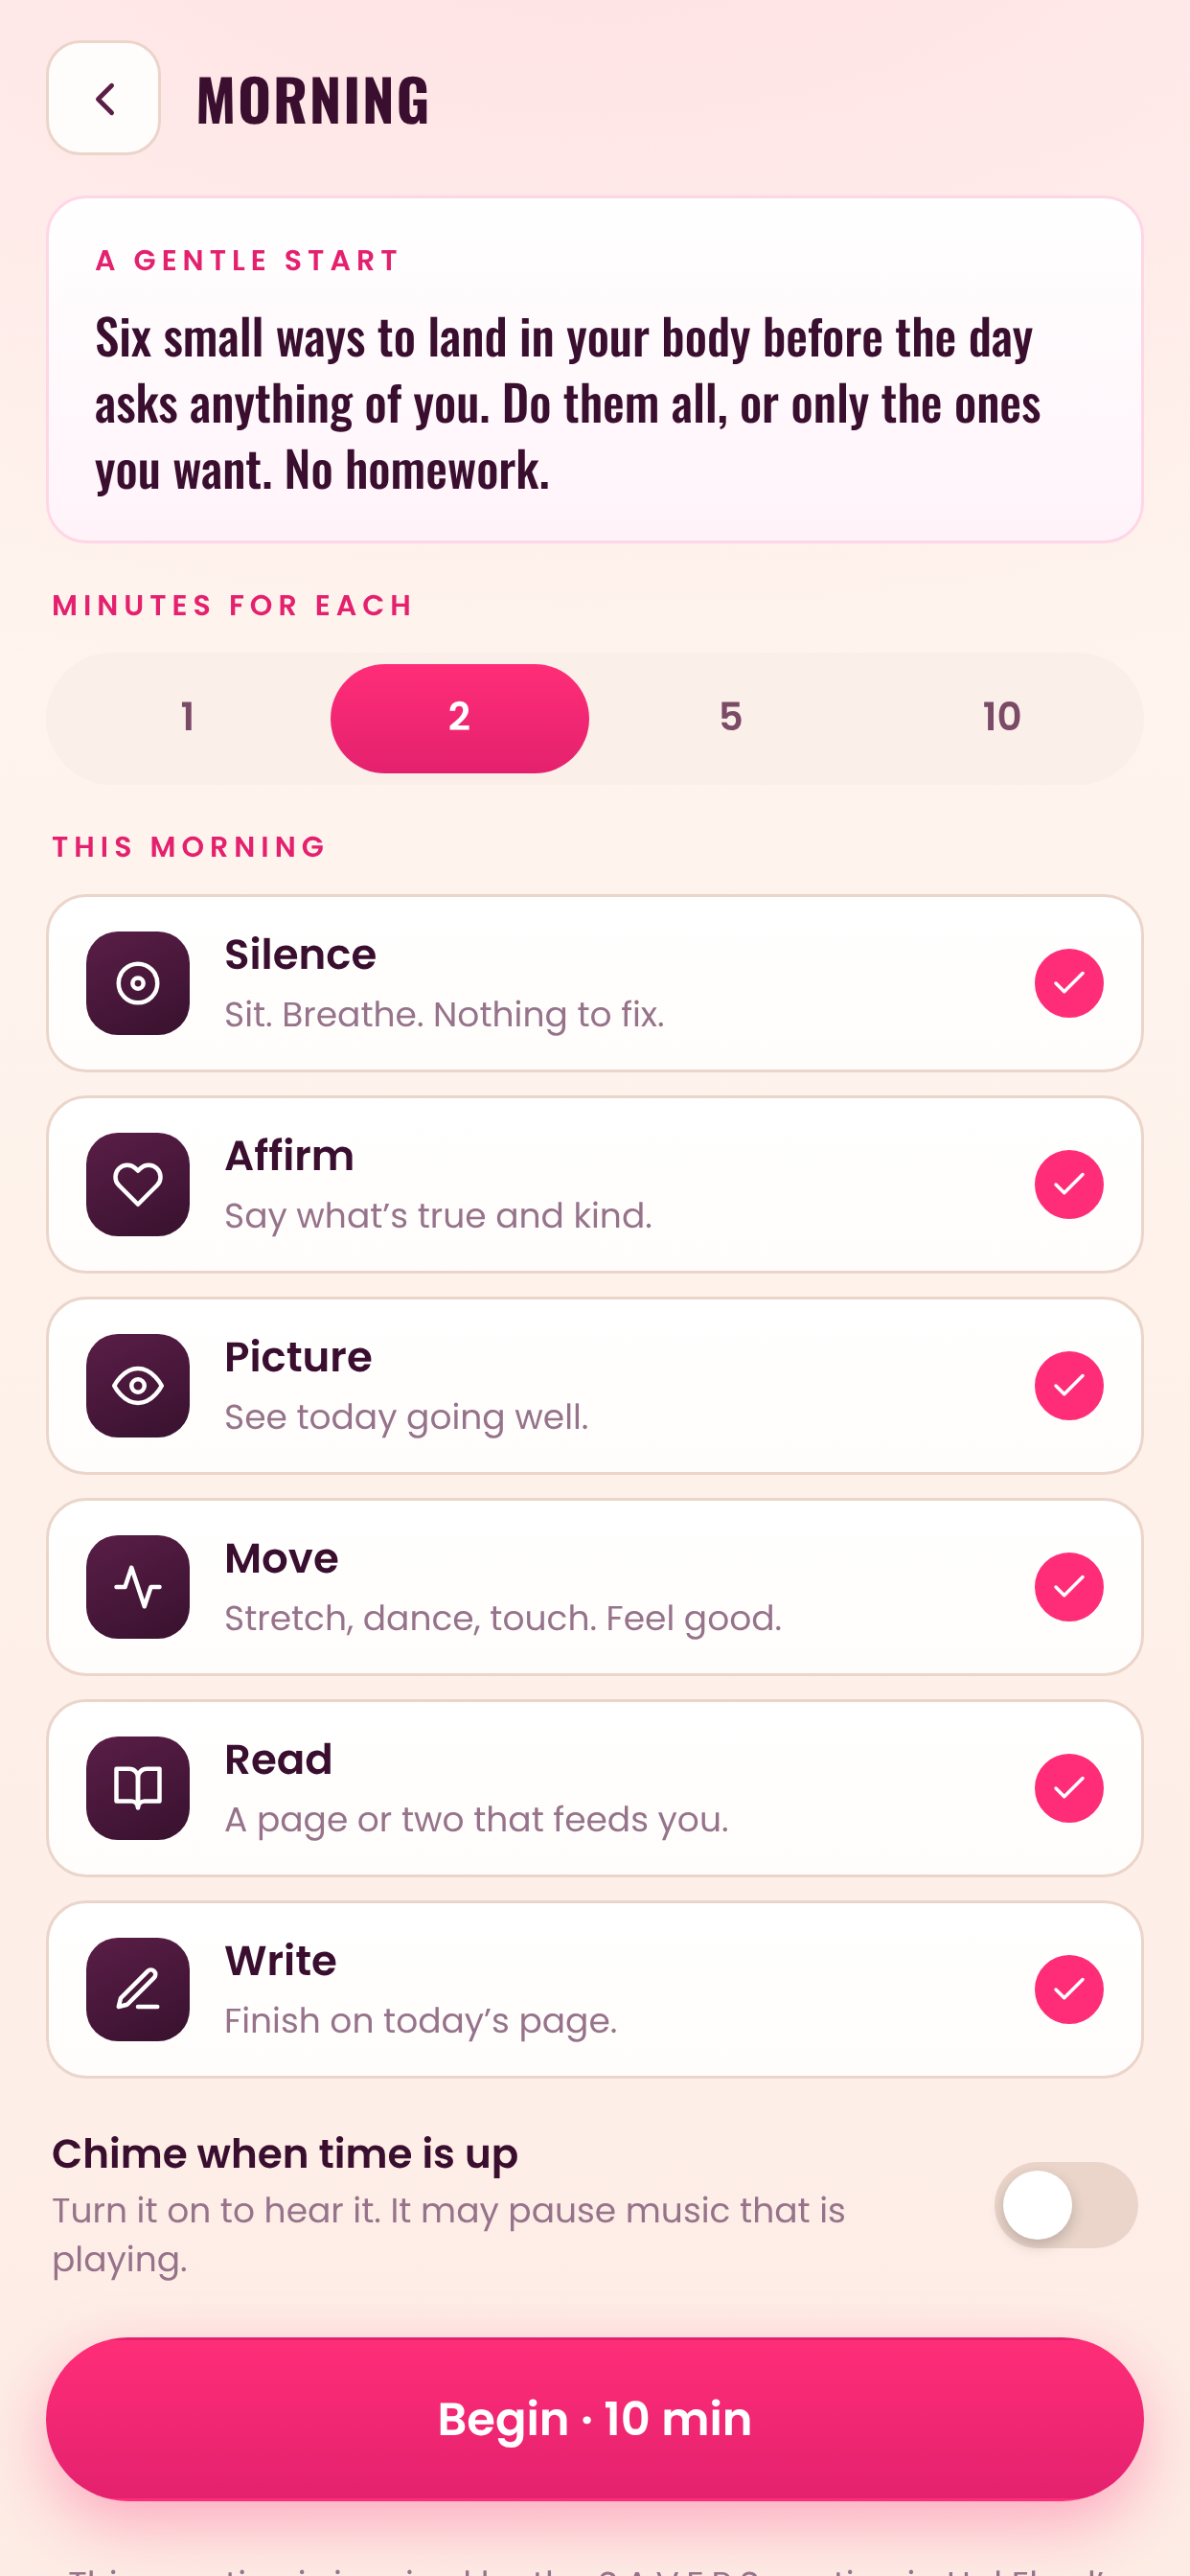 MORNING
A GENTLE START
Six small ways to land in your body before the day
asks anything of you. Do them all, or only the ones
you want. No homework.
MINUTES FOR EACH
1 2 5 10
THIS MORNING
Silence
Sit. Breathe. Nothing to fix.
Affirm
Say what’s true and kind.
Picture
See today going well.
Move
Stretch, dance, touch. Feel good.
Read
A page or two that feeds you.
Write
Finish on today’s page.
Chime when time is up
Turn it on to hear it. It may pause music that is
playing.
Begin · 10 min